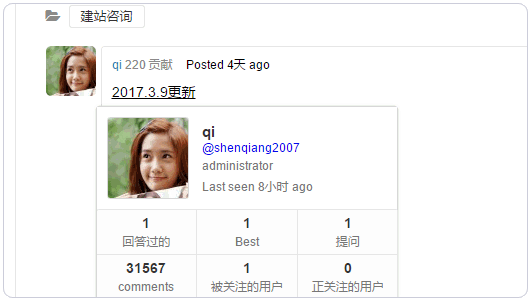 建站咨询
qi 220 贡献 Posted 4天 ago
2017.3.9更新
qi
@shenqiang2007
administrator
Last seen 8小时 ago
1 1 1
回答过的 Best 提问
31567 1 0
comments 被关注的用户 正关注的用户